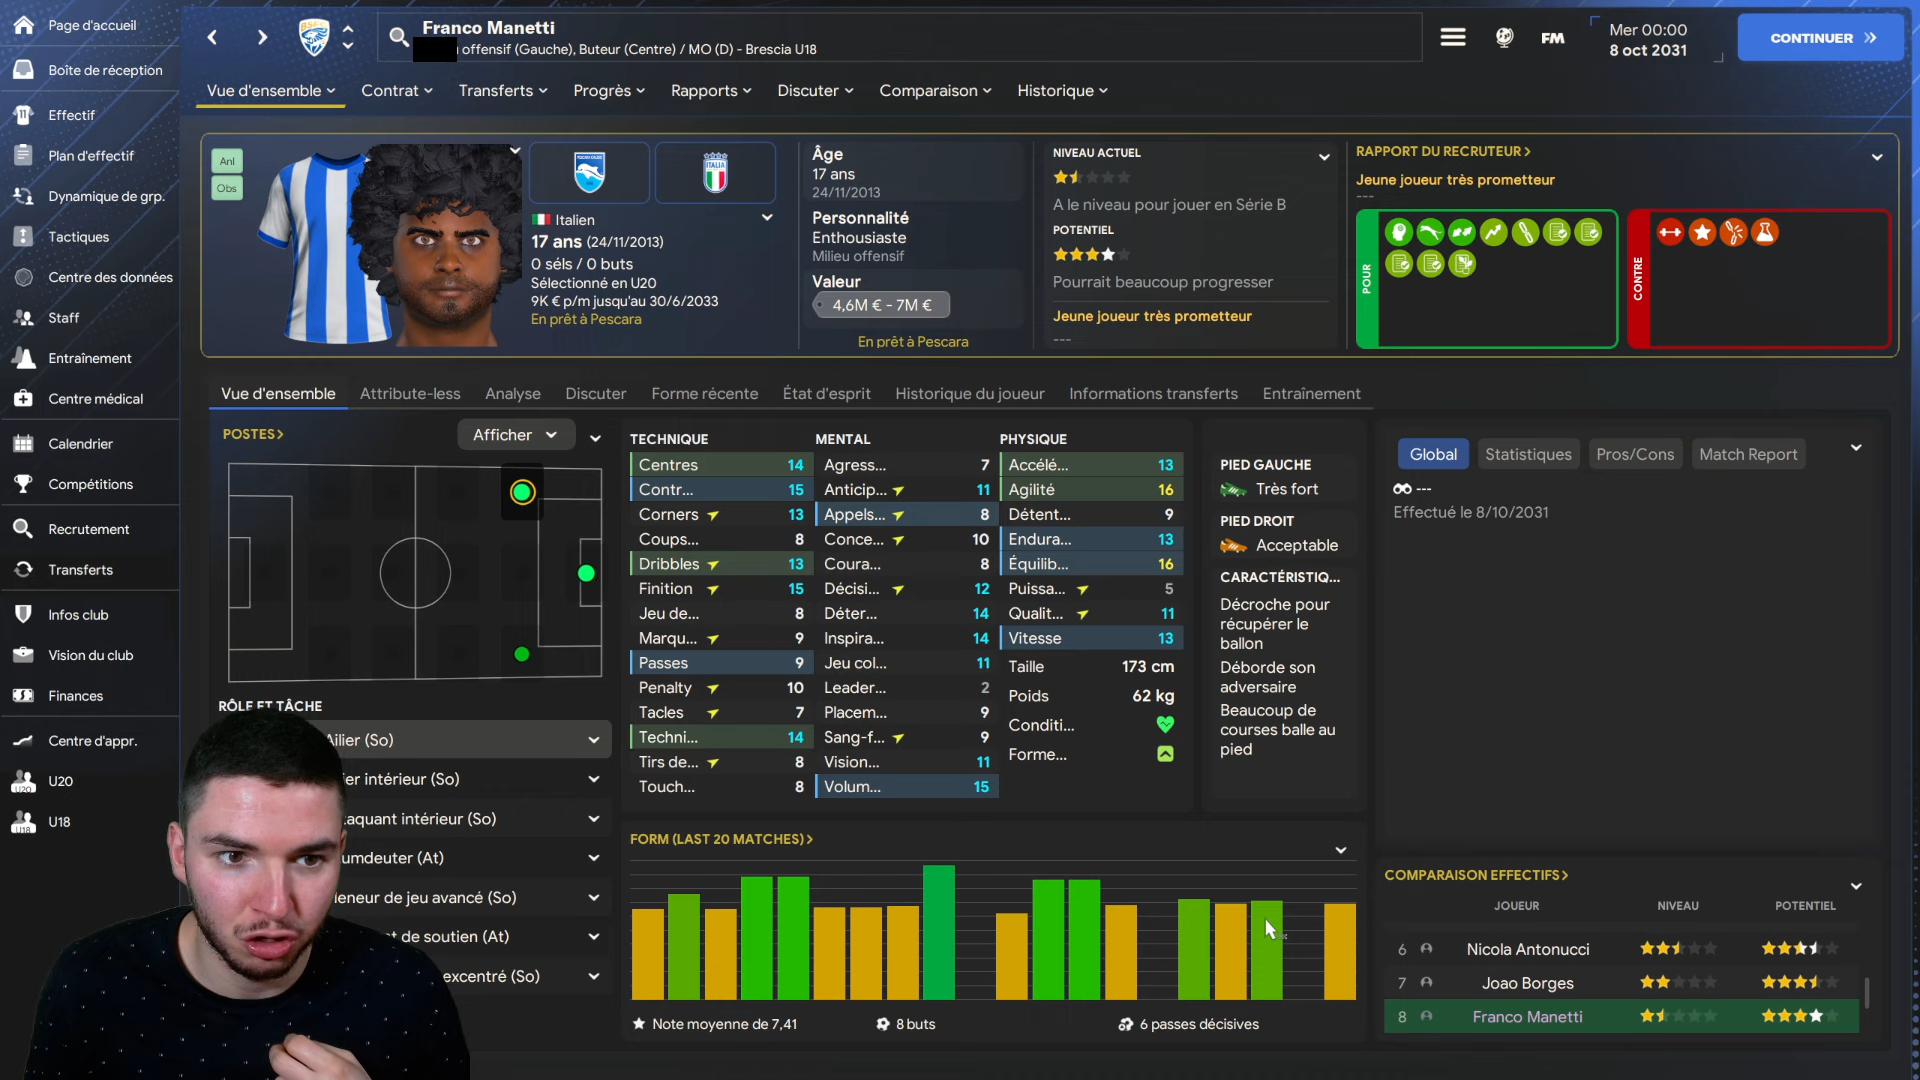 Page d'accueil
Boîte de réception
Effectif
Plan d'effectif
Dynamique de grp.
Tactiques
Centre des données
Staff
Entraînement
Centre médical
Calendrier
Compétitions
Recrutement
Transferts
Infos club
Vision du club
Finances
Centre d'appr.
U20
U18
Franco Manetti
offensif (Gauche), Buteur (Centre) / MO (D) - Brescia U18
FM
Mer 00:00
8 oct 2031
CONTINUER
Vue d'ensemble
Contrat
Transferts
Progrès
Rapports
Discuter
Comparaison
Historique
Anl
Obs
Italien
17 ans (24/11/2013)
0 séls / 0 buts
Sélectionné en U20
9K € p/m jusqu'au 30/6/2033
En prêt à Pescara
Âge
17 ans
24/11/2013
Personnalité
Enthousiaste
Milieu offensif
Valeur
4,6M € - 7M €
En prêt à Pescara
NIVEAU ACTUEL
A le niveau pour jouer en Série B
POTENTIEL
Pourrait beaucoup progresser
Jeune joueur très prometteur
---
RAPPORT DU RECRUTEUR >
Jeune joueur très prometteur
---
POUR
CONTRE
Vue d'ensemble
Attribute-less
Analyse
Discuter
Forme récente
État d'esprit
Historique du joueur
Informations transferts
Entraînement
POSTES >
Afficher
RÔLE ET TÂCHE
Ailier (So)
ier intérieur (So)
taquant intérieur (So)
umdeuter (At)
eneur de jeu avancé (So)
t de soutien (At)
excentré (So)
TECHNIQUE
Centres 14
Contr... 15
Corners 13
Coups... 8
Dribbles 13
Finition 15
Jeu de... 8
Marqu... 9
Passes 9
Penalty 10
Tacles 7
Techni... 14
Tirs de... 8
Touch... 8
MENTAL
Agress... 7
Anticip... 11
Appels... 8
Conce... 10
Coura... 8
Décisi... 12
Déter... 14
Inspira... 14
Jeu col... 11
Leader... 2
Placem... 9
Sang-f... 9
Vision... 11
Volum... 15
PHYSIQUE
Accélé... 13
Agilité 16
Détent... 9
Endura... 13
Équilib... 16
Puissa... 5
Qualit... 11
Vitesse 13
Taille 173 cm
Poids 62 kg
Conditi...
Forme...
PIED GAUCHE
Très fort
PIED DROIT
Acceptable
CARACTÉRISTIQ...
Décroche pour
récupérer le
ballon
Déborde son
adversaire
Beaucoup de
courses balle au
pied
Global
Statistiques
Pros/Cons
Match Report
---
Effectué le 8/10/2031
FORM (LAST 20 MATCHES) >
Note moyenne de 7,41
8 buts
6 passes décisives
COMPARAISON EFFECTIFS >
JOUEUR NIVEAU POTENTIEL
6 Nicola Antonucci
7 Joao Borges
8 Franco Manetti